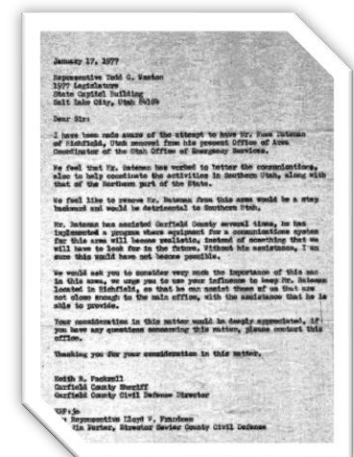 January 17, 1977
Representative Todd G.
1977 Legislature
State Capitol Building
Salt Lake City, Utah
Dear Sir:
I have been made aware of the attempt to have Mr. Bateman
of Richfield, Utah removed from his present Office of Area
Coordinator of the Utah Office of Emergency Services.
We feel that Mr. Bateman has worked to better the communications,
also to help coordinate the activities in Southern Utah, along with
that of the Northern part of the State.
We feel like to remove Mr. Bateman from this area would be a step
backward and would be detrimental to Southern Utah.
Mr. Bateman has assisted Garfield County several times, he has
implemented a program where equipment for a communications system
for this area will become realistic, instead of something that we
will have to look for in the future. Without his assistance, I am
sure this would have not become possible.
We would ask you to consider very much the importance of this man
in this area, we urge you to use your influence to keep Mr. Bateman
located in Richfield, so that he can assist those of us that are
not close enough to the main office, with the assistance that he is
able to provide.
Your consideration in this matter would be deeply appreciated, if
you have any questions concerning this matter, please contact this
office.
Thanking you for your consideration in this matter,
Keith R.
Garfield County Sheriff
Garfield County Civil Defense Director
Representative Lloyd V. Frandsen
Porter, Director Sevier County Civil Defense